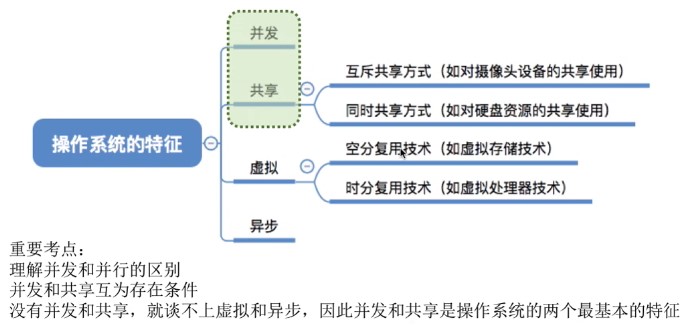 操作系统的特征
并发
共享
互斥共享方式（如对摄像头设备的共享使用）
同时共享方式（如对硬盘资源的共享使用）
虚拟
空分复用技术（如虚拟存储技术）
时分复用技术（如虚拟处理器技术）
异步
重要考点：
理解并发和并行的区别
并发和共享互为存在条件
没有并发和共享，就谈不上虚拟和异步，因此并发和共享是操作系统的两个最基本的特征